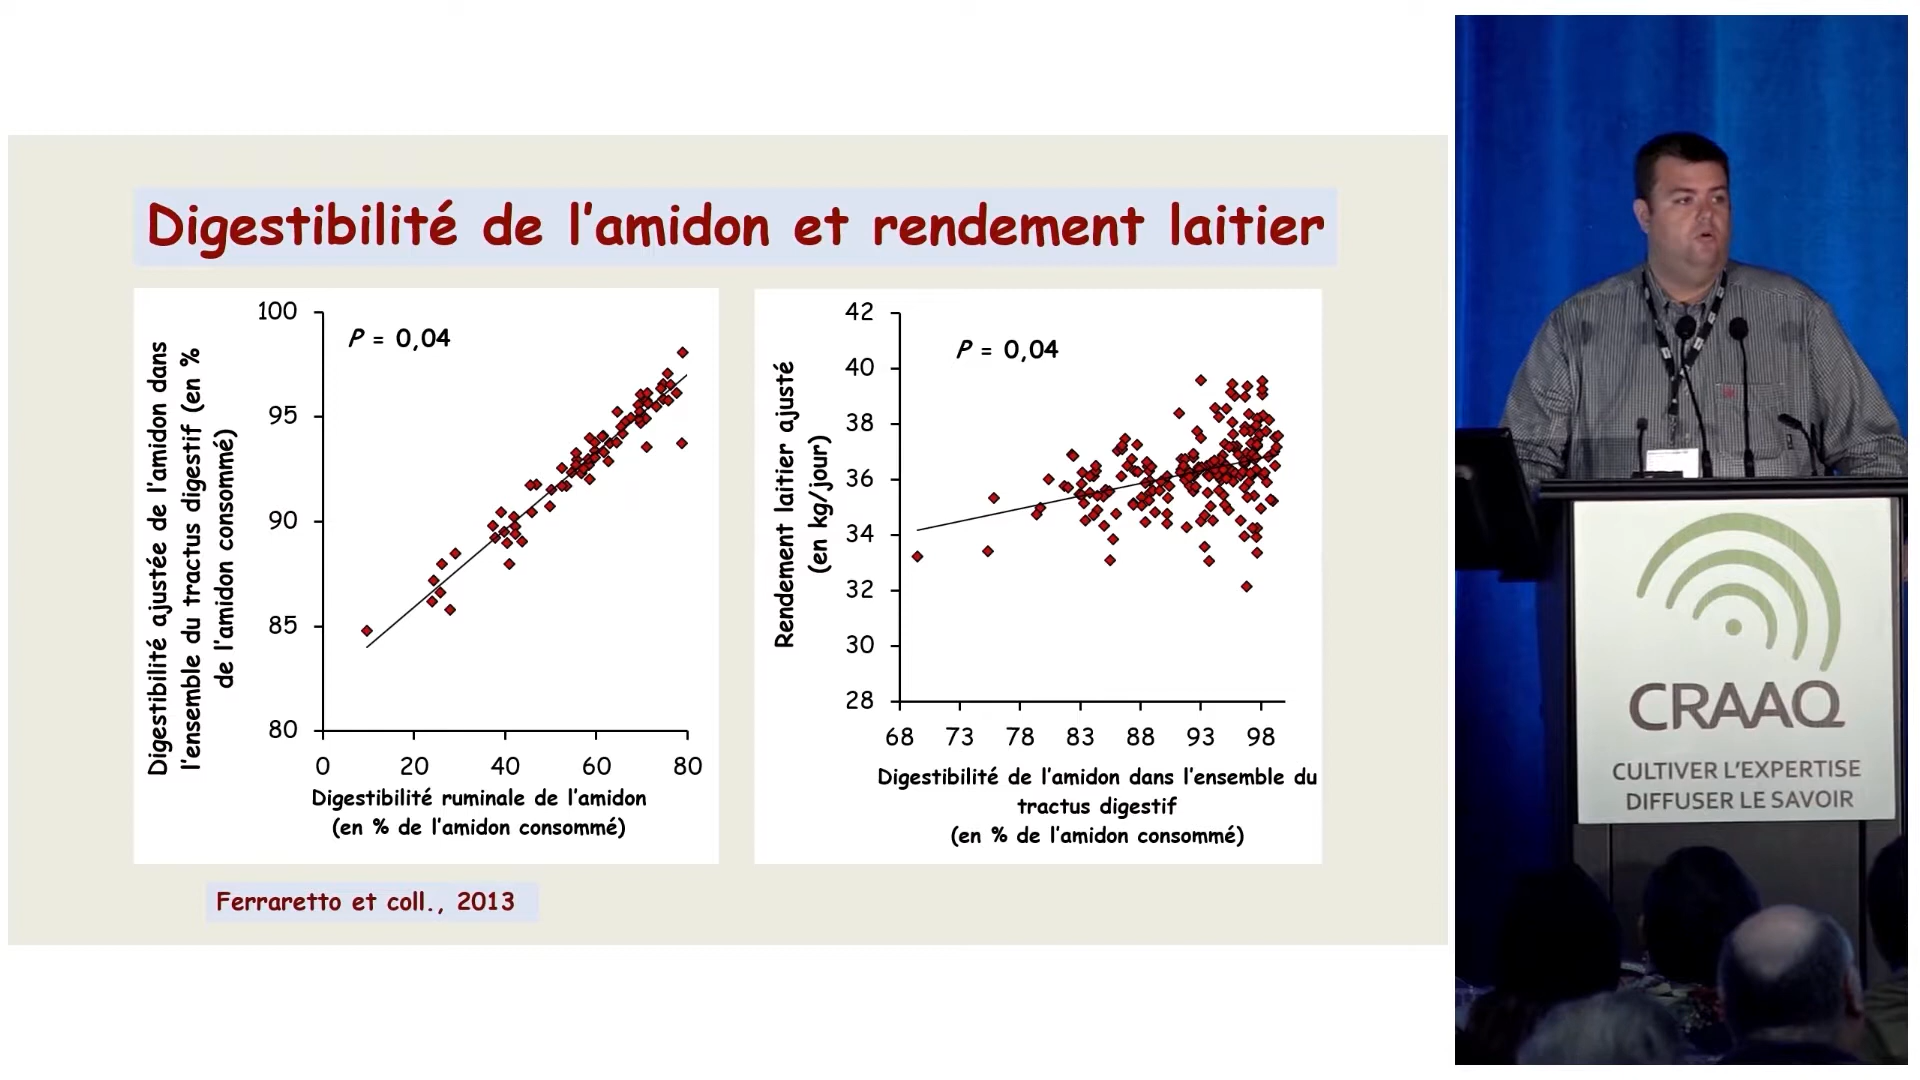 Digestibilité de l'amidon et rendement laitier
Digestibilité ajustée de l'amidon dans
l'ensemble du tractus digestif (en %
de l'amidon consommé)
100
95
90
85
80
P = 0,04
0 20 40 60 80
Digestibilité ruminale de l'amidon
(en % de l'amidon consommé)
Rendement laitier ajusté
(en kg/jour)
42
40
38
36
34
32
30
28
P = 0,04
68 73 78 83 88 93 98
Digestibilité de l'amidon dans l'ensemble du
tractus digestif
(en % de l'amidon consommé)
Ferraretto et coll., 2013
CRAAQ
CULTIVER L'EXPERTISE
DIFFUSER LE SAVOIR